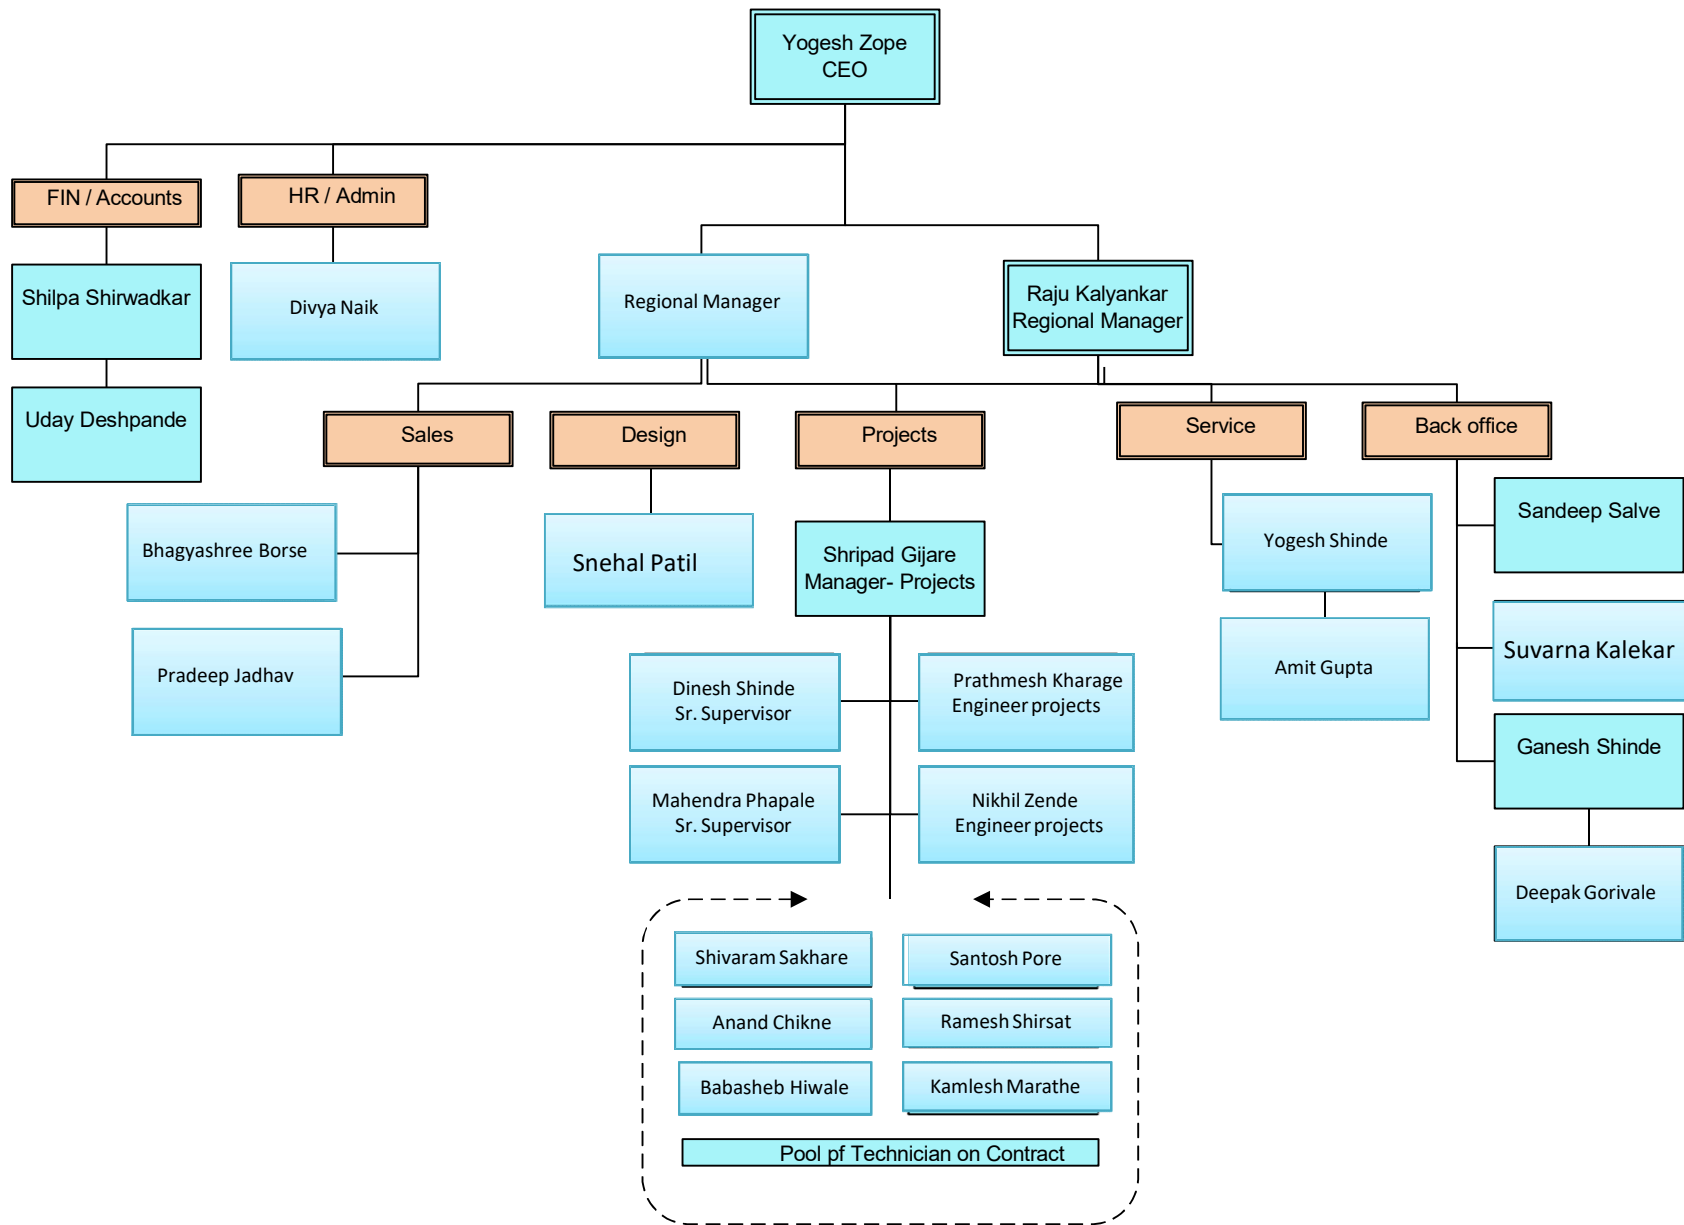 Yogesh Zope
CEO
FIN / Accounts
HR / Admin
Shilpa Shirwadkar
Divya Naik
Regional Manager
Raju Kalyankar
Regional Manager
Uday Deshpande
Sales
Design
Projects
Service
Back office
Bhagyashree Borse
Snehal Patil
Shripad Gijare
Manager- Projects
Yogesh Shinde
Sandeep Salve
Pradeep Jadhav
Dinesh Shinde
Sr. Supervisor
Prathmesh Kharage
Engineer projects
Amit Gupta
Suvarna Kalekar
Ganesh Shinde
Mahendra Phapale
Sr. Supervisor
Nikhil Zende
Engineer projects
Deepak Gorivale
Shivaram Sakhare
Santosh Pore
Anand Chikne
Ramesh Shirsat
Babasheb Hiwale
Kamlesh Marathe
Pool pf Technician on Contract